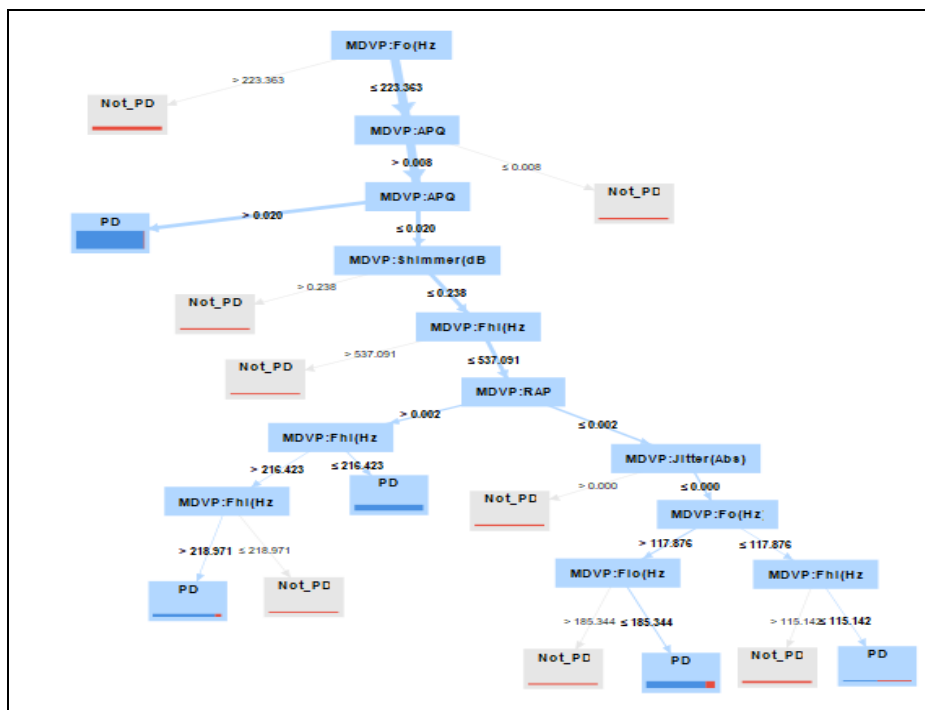 MDVP:Fo(Hz
> 223.363
≤ 223.363
Not_PD
MDVP:APQ
> 0.008
≤ 0.008
MDVP:APQ
Not_PD
> 0.020
PD
≤ 0.020
MDVP:Shimmer(dB
> 0.238
≤ 0.238
Not_PD
MDVP:Fhi(Hz
> 537.091
≤ 537.091
Not_PD
MDVP:RAP
> 0.002
≤ 0.002
MDVP:Fhi(Hz
MDVP:Jitter(Abs)
> 216.423
≤ 216.423
PD
> 0.000
≤ 0.000
Not_PD
MDVP:Fhi(Hz
MDVP:Fo(Hz)
> 218.971
≤ 218.971
> 117.876
≤ 117.876
PD
Not_PD
MDVP:Flo(Hz
MDVP:Fhi(Hz
> 185.344
≤ 185.344
> 115.142
≤ 115.142
Not_PD
PD
Not_PD
PD